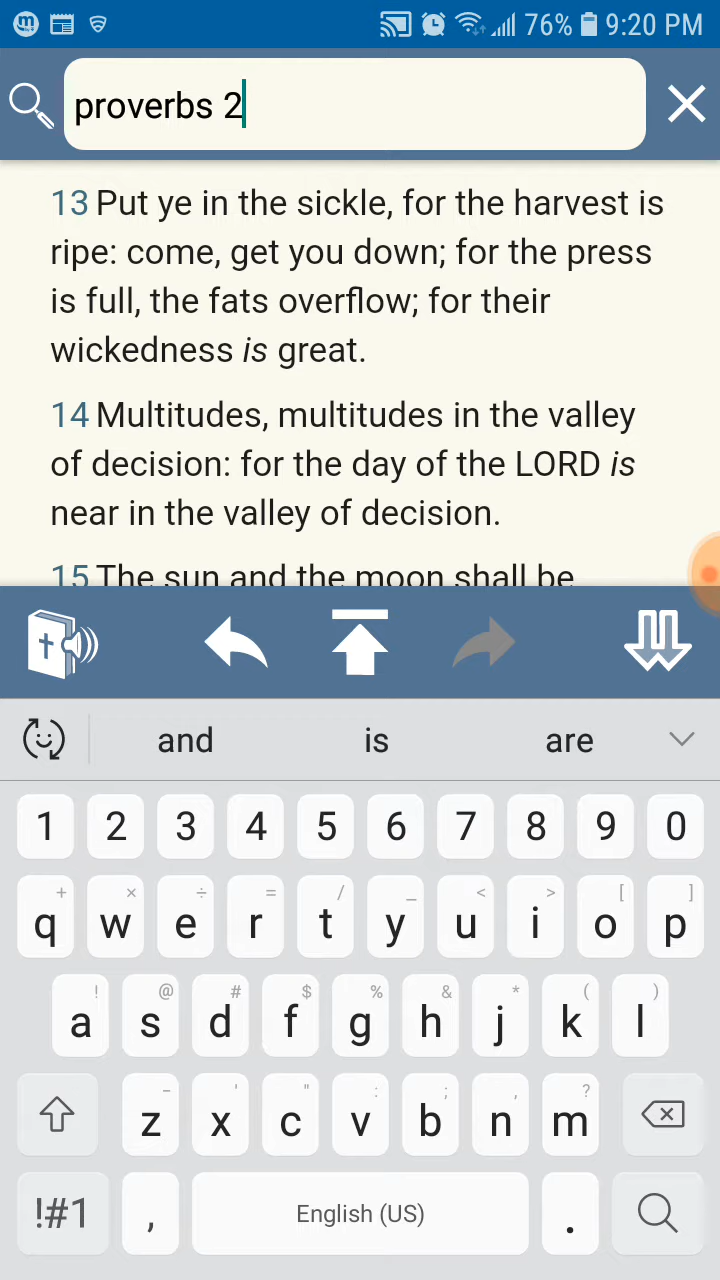 76% 9:20 PM
proverbs 2
13 Put ye in the sickle, for the harvest is
ripe: come, get you down; for the press
is full, the fats overflow; for their
wickedness is great.
14 Multitudes, multitudes in the valley
of decision: for the day of the LORD is
near in the valley of decision.
15 The sun and the moon shall be
and is are
1 2 3 4 5 6 7 8 9 0
+ × ÷ = / _ < > [ ]
q w e r t y u i o p
! @ # $ % & * ( )
a s d f g h j k l
- ' " : ; , ?
z x c v b n m
!#1 , English (US) .